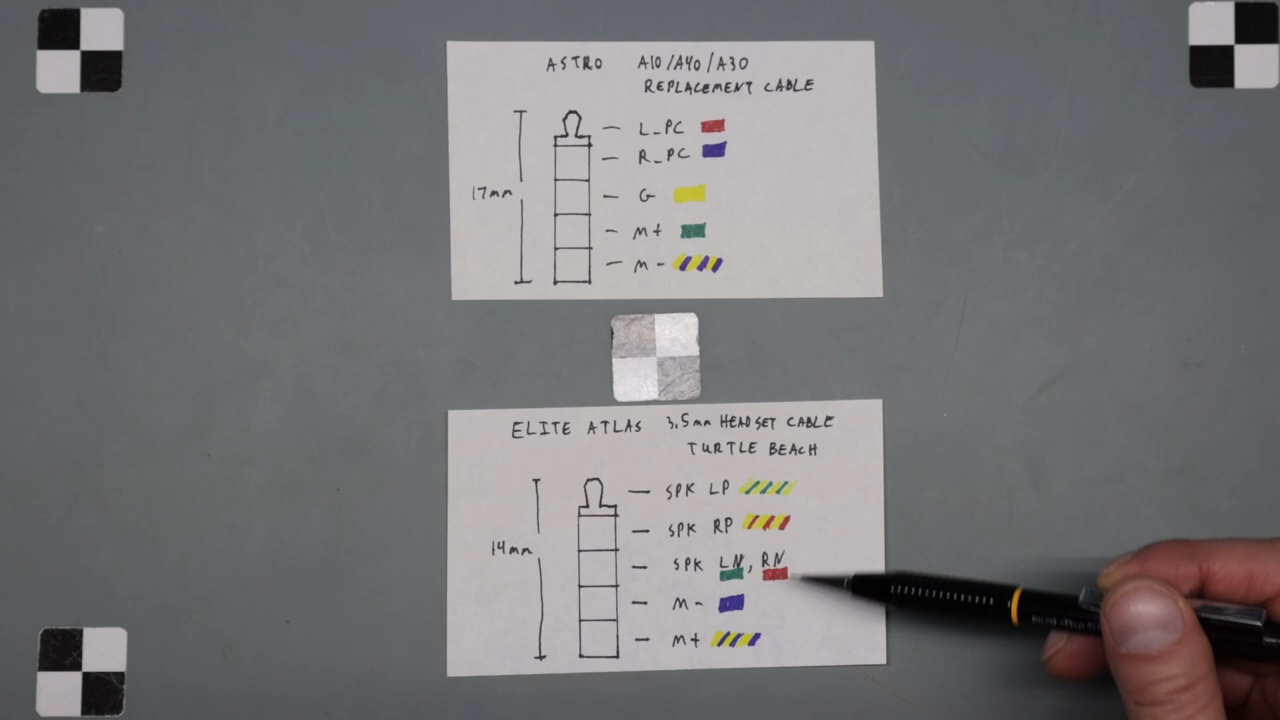 ASTRO A10/A40/A30
REPLACEMENT CABLE
L_PC
R_PC
17mm
G
M+
M-
ELITE ATLAS 3.5mm HEADSET CABLE
TURTLE BEACH
SPK LP
SPK RP
14mm
SPK LN, RN
M-
M+